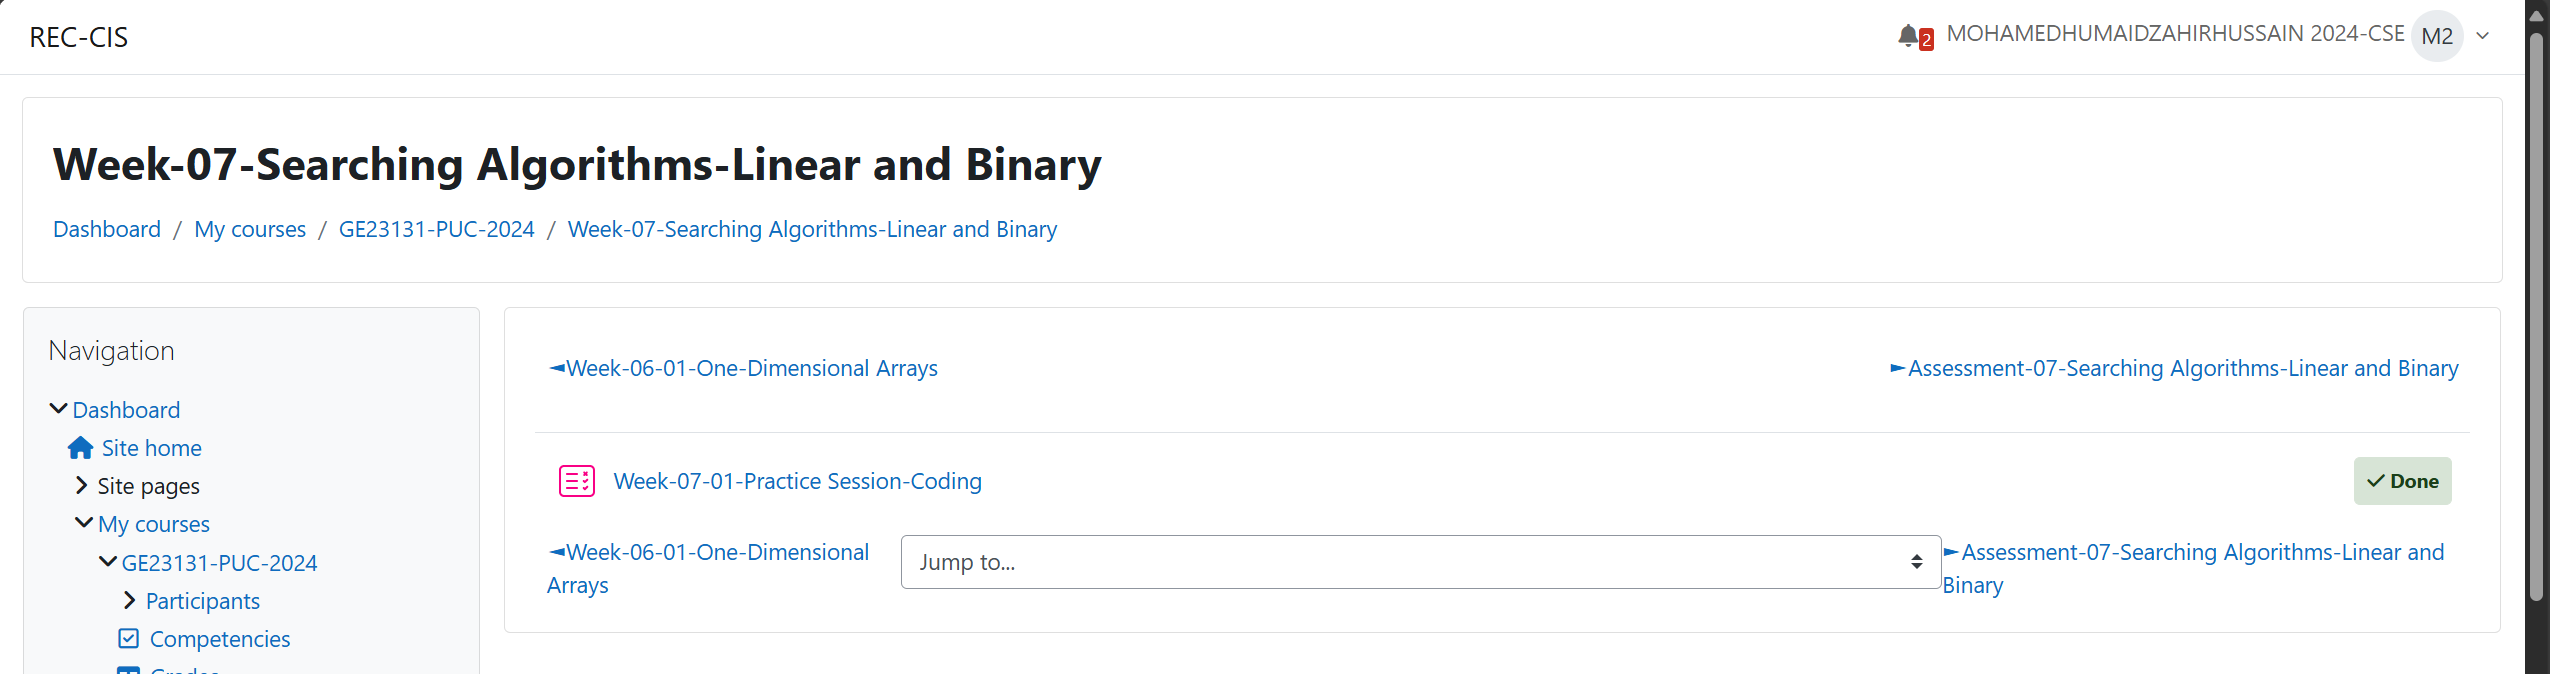 REC-CIS
2 MOHAMEDHUMAIDZAHIRHUSSAIN 2024-CSE M2
Week-07-Searching Algorithms-Linear and Binary
Dashboard / My courses / GE23131-PUC-2024 / Week-07-Searching Algorithms-Linear and Binary
Navigation
Dashboard
Site home
Site pages
My courses
GE23131-PUC-2024
Participants
Competencies
Grades
◄Week-06-01-One-Dimensional Arrays
►Assessment-07-Searching Algorithms-Linear and Binary
Week-07-01-Practice Session-Coding
Done
◄Week-06-01-One-Dimensional
Arrays
Jump to...
►Assessment-07-Searching Algorithms-Linear and
Binary